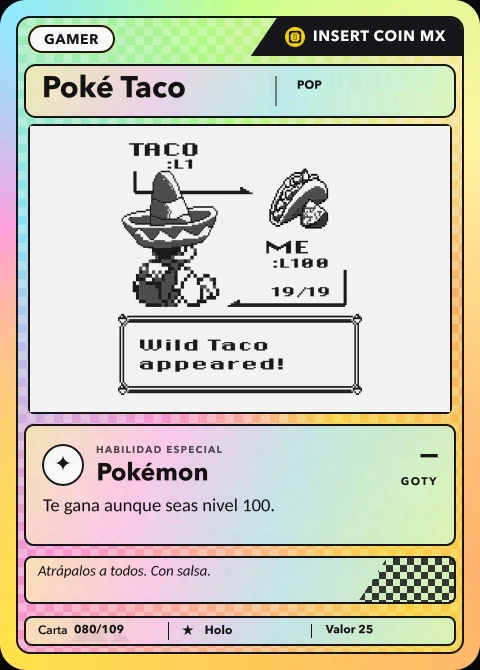 GAMER
INSERT COIN MX
Poké Taco
POP
TACO
:L1
ME
:L100
19/19
Wild Taco
appeared!
HABILIDAD ESPECIAL
Pokémon
—
GOTY
Te gana aunque seas nivel 100.
Atrápalos a todos. Con salsa.
Carta 080/109
★ Holo
Valor 25